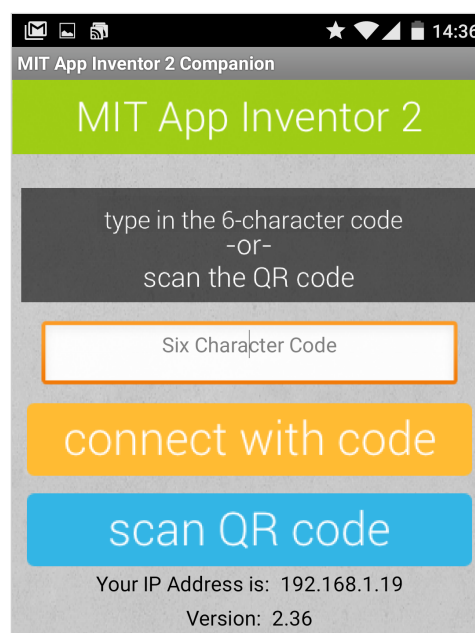 14:36
MIT App Inventor 2 Companion
MIT App Inventor 2
type in the 6-character code
-or-
scan the QR code
Six Character Code
connect with code
scan QR code
Your IP Address is: 192.168.1.19
Version: 2.36